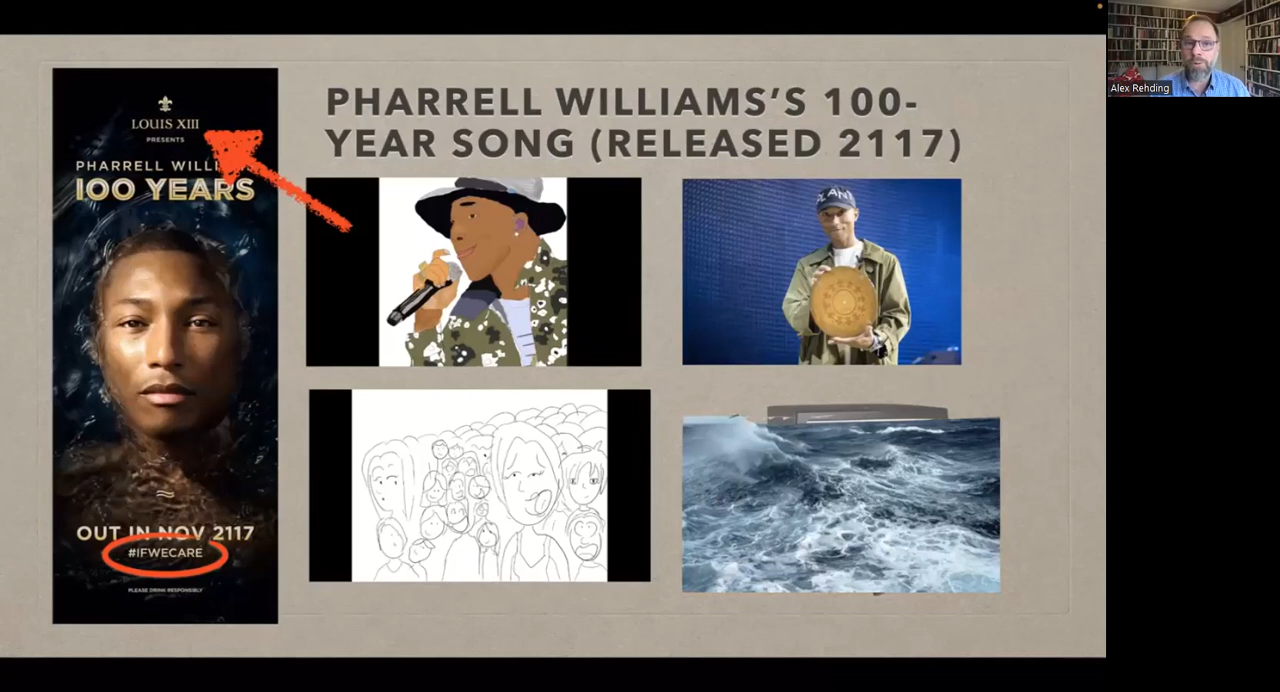 LOUIS XIII
PRESENTS
PHARRELL WILL
100 YEARS
OUT IN NOV 2117
#IFWECARE
PLEASE DRINK RESPONSIBLY
PHARRELL WILLIAMS'S 100-
YEAR SONG (RELEASED 2117)
Alex Rehding